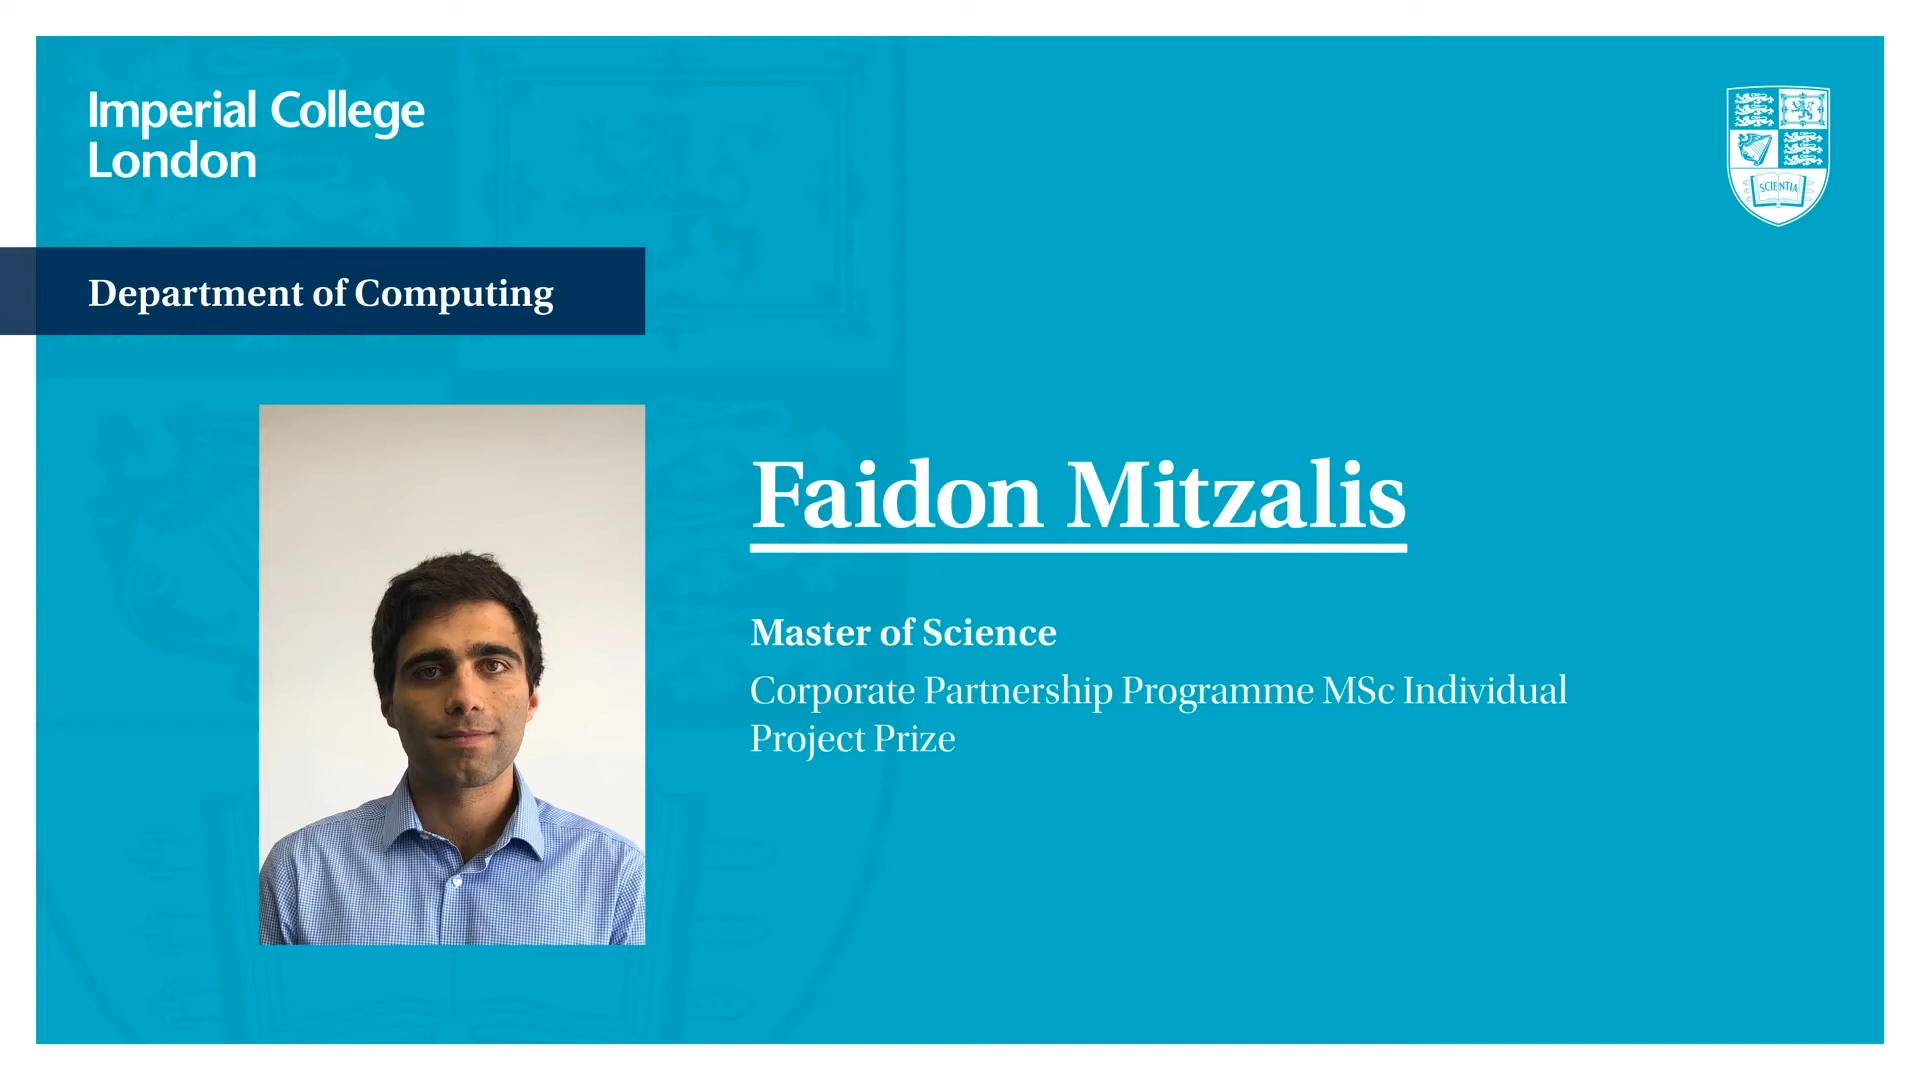 Imperial College
London
SCIENTIA
Department of Computing
Faidon Mitzalis
Master of Science
Corporate Partnership Programme MSc Individual
Project Prize